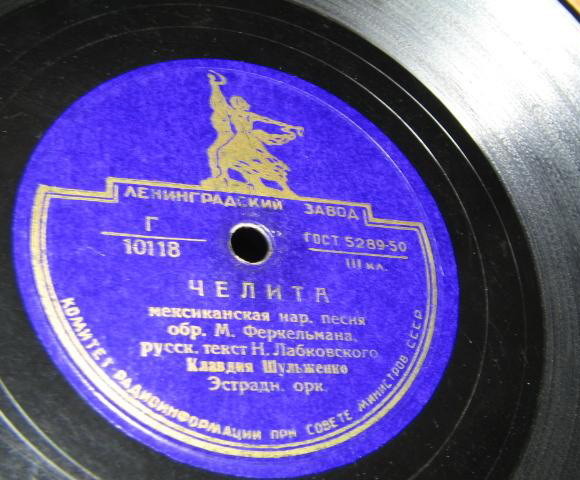 ЛЕНИНГРАДСКИЙ ЗАВОД
Г
10118
ГОСТ 5289-50
III кл.
ЧЕЛИТА
мексиканская нар. песня
обр. М. Феркельмана,
русск. текст Н. Лабковского
Клавдия Шульженко
Эстрадн. орк.
КОМИТЕТ РАДИОИНФОРМАЦИИ ПРИ СОВЕТЕ МИНИСТРОВ СССР